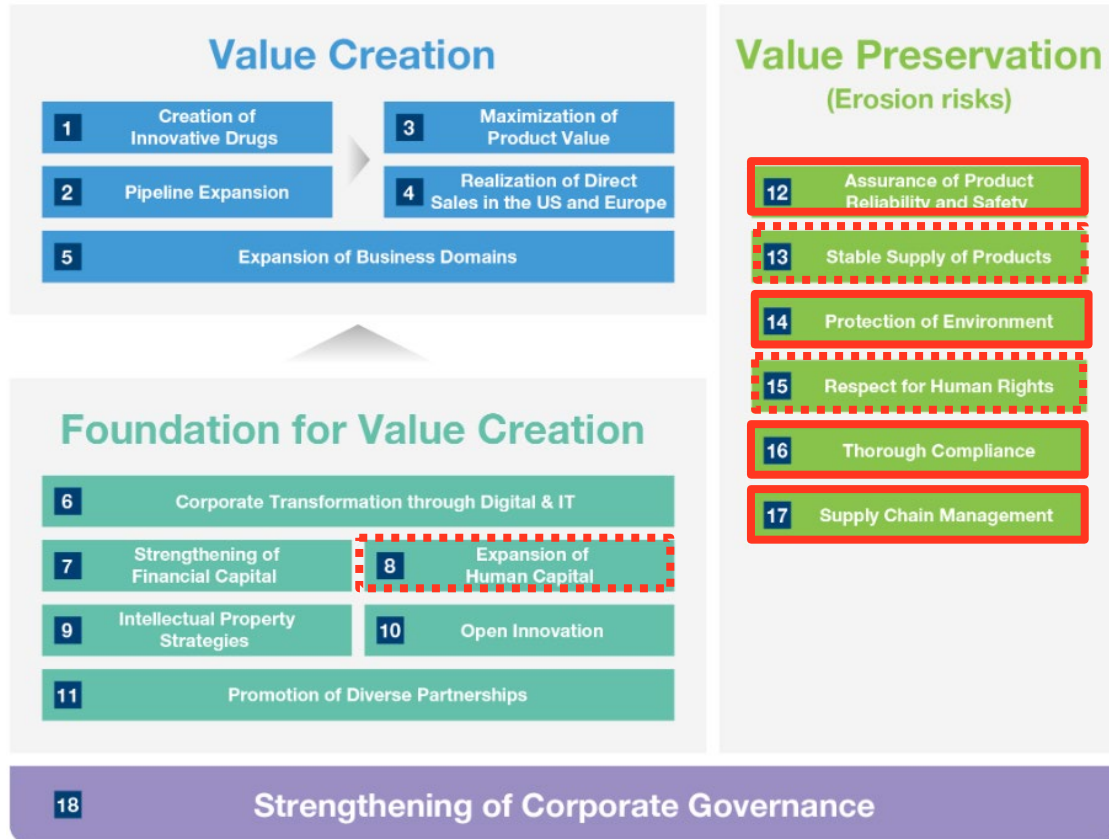 Value Creation
1
Creation of
Innovative Drugs
2
Pipeline Expansion
3
Maximization of
Product Value
4
Realization of Direct
Sales in the US and Europe
5
Expansion of Business Domains
Foundation for Value Creation
6
Corporate Transformation through Digital & IT
7
Strengthening of
Financial Capital
8
Expansion of
Human Capital
9
Intellectual Property
Strategies
10
Open Innovation
11
Promotion of Diverse Partnerships
Value Preservation
(Erosion risks)
12
Assurance of Product
Reliability and Safety
13
Stable Supply of Products
14
Protection of Environment
15
Respect for Human Rights
16
Thorough Compliance
17
Supply Chain Management
18
Strengthening of Corporate Governance